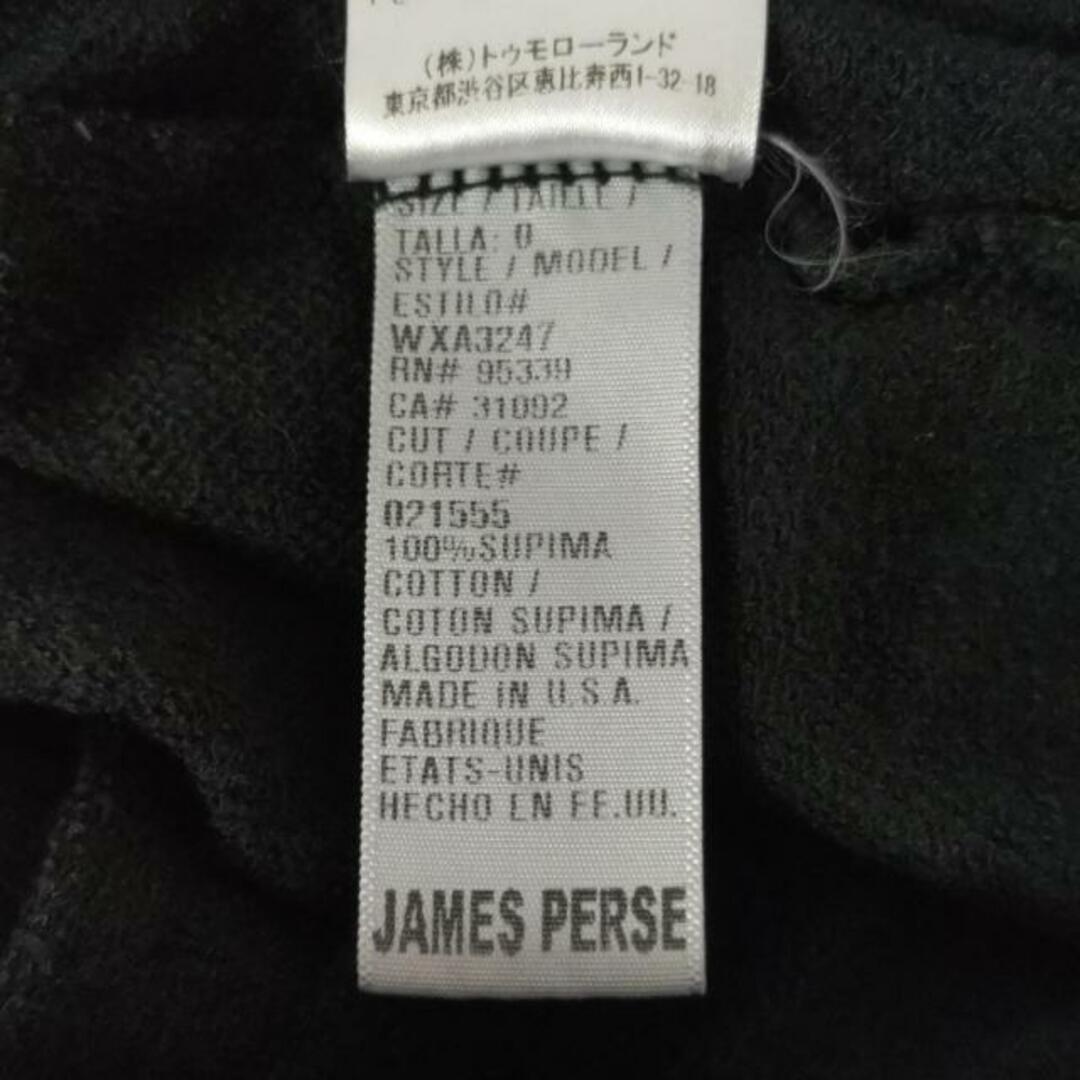 (株)トゥモローランド
東京都渋谷区恵比寿西1-32-18
SIZE / TAILLE /
TALLA: 0
STYLE / MODEL /
ESTILO#
WXA3247
RN# 95339
CA# 31092
CUT / COUPE /
CORTE#
021555
100%SUPIMA
COTTON /
COTON SUPIMA /
ALGODON SUPIMA
MADE IN U.S.A.
FABRIQUE
ETATS-UNIS
HECHO EN EE.UU.
JAMES PERSE